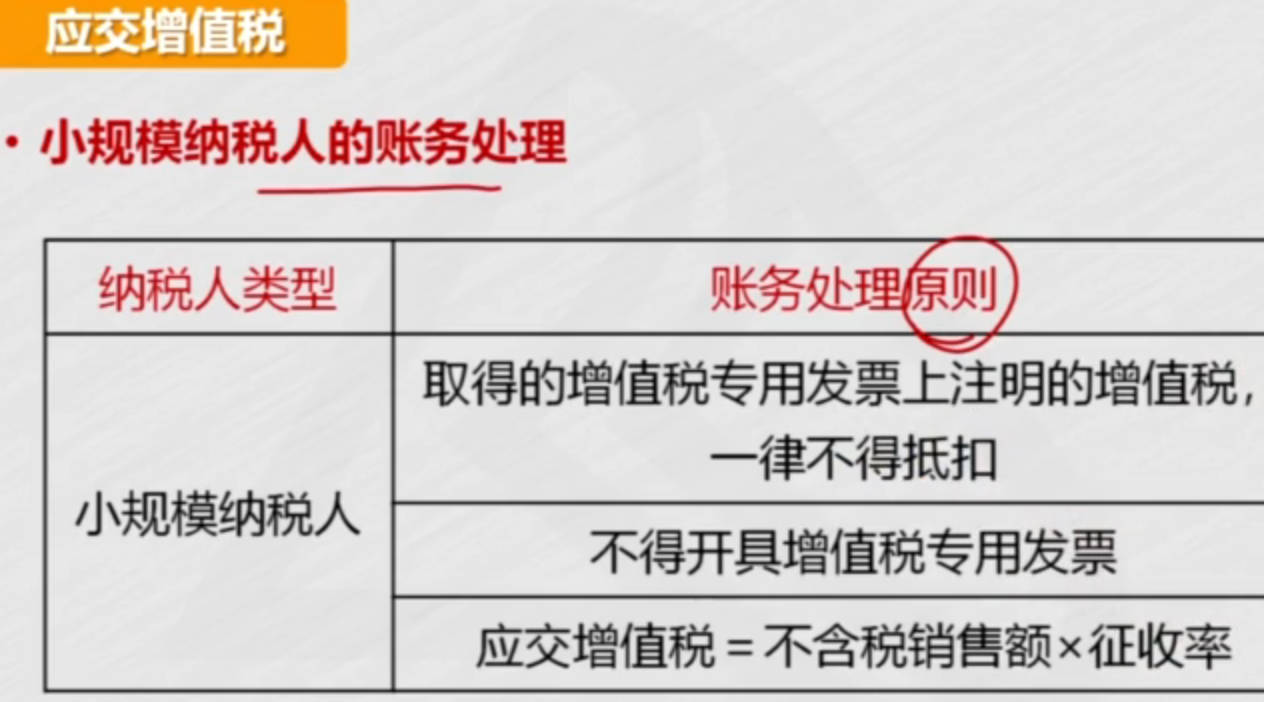 应交增值税
• 小规模纳税人的账务处理
纳税人类型
账务处理原则
小规模纳税人
取得的增值税专用发票上注明的增值税，
一律不得抵扣
不得开具增值税专用发票
应交增值税=不含税销售额×征收率